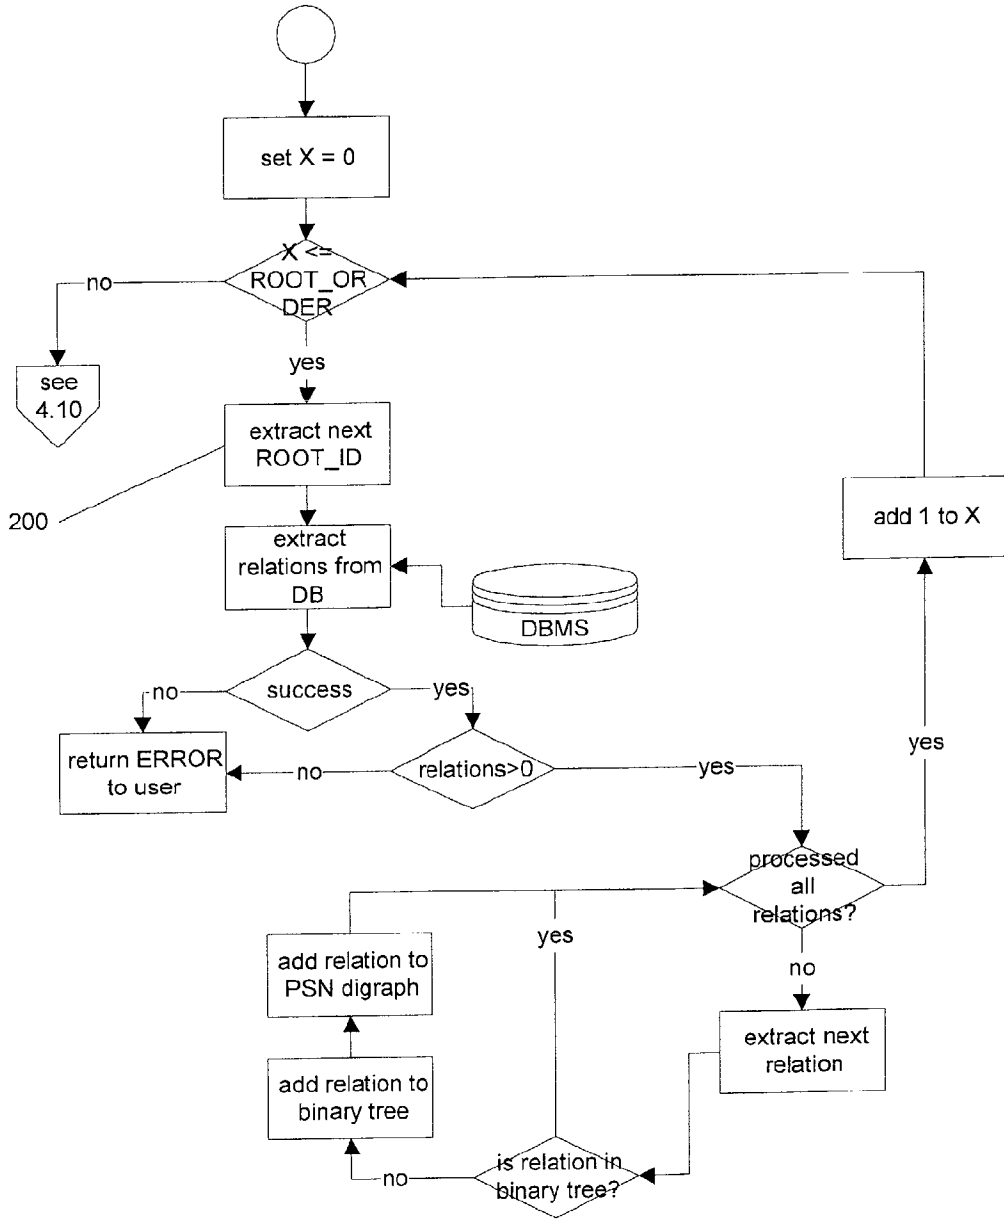 set X = 0
X <=
ROOT_OR
DER
no
yes
see
4.10
extract next
ROOT_ID
200
add 1 to X
extract
relations from
DB
DBMS
success
no
yes
return ERROR
to user
no
relations>0
yes
yes
processed
all
relations?
yes
add relation to
PSN digraph
no
extract next
relation
add relation to
binary tree
is relation in
binary tree?
no